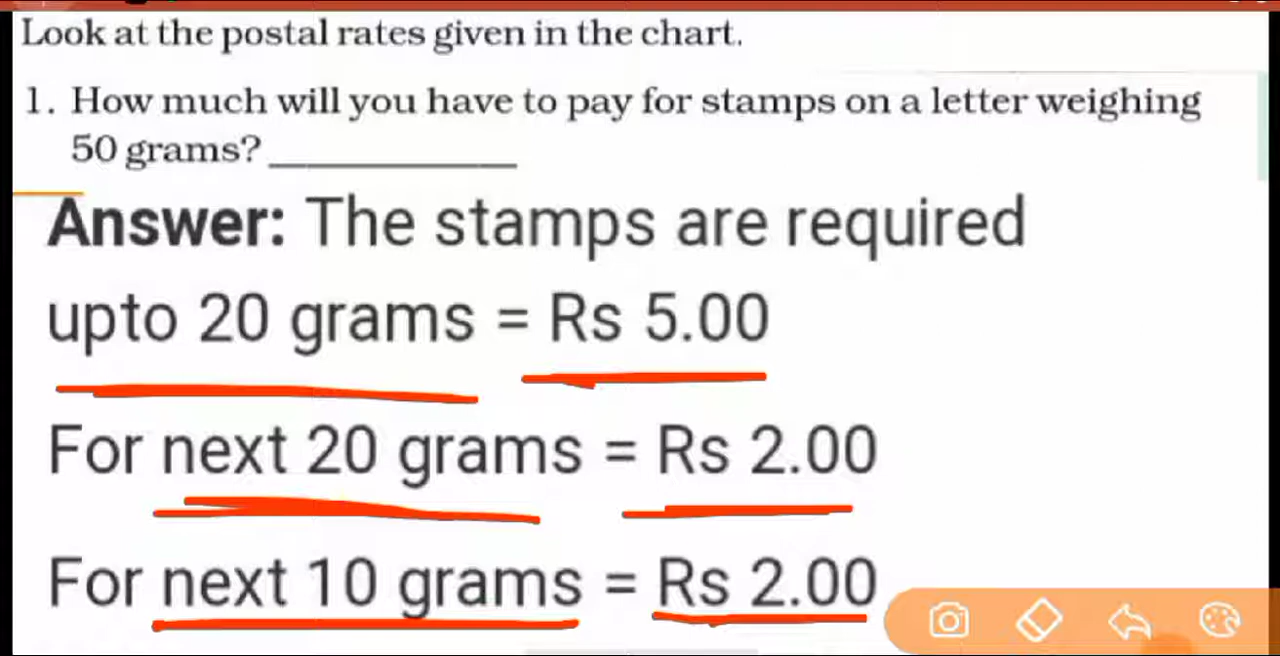 Look at the postal rates given in the chart.
1. How much will you have to pay for stamps on a letter weighing
50 grams? ____________
Answer: The stamps are required
upto 20 grams = Rs 5.00
For next 20 grams = Rs 2.00
For next 10 grams = Rs 2.00